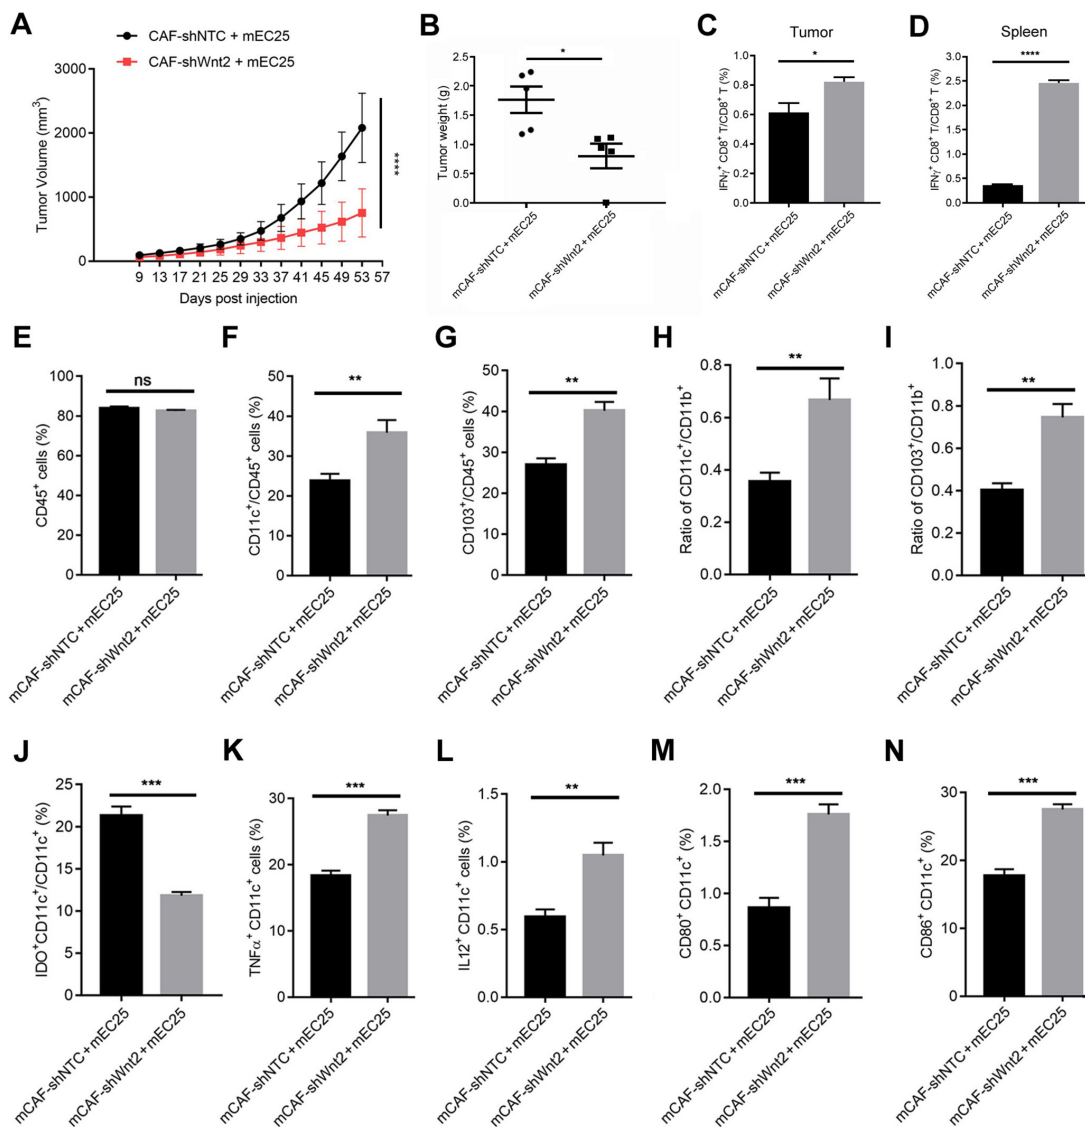 A
CAF-shNTC + mEC25
CAF-shWnt2 + mEC25
Tumor Volume (mm³)
3000
2000
1000
0
****
9 13 17 21 25 29 33 37 41 45 49 53 57
Days post injection
B
Tumor weight (g)
2.5
2.0
1.5
1.0
0.5
0.0
*
mCAF-shNTC + mEC25
mCAF-shWnt2 + mEC25
C
Tumor
IFNγ⁺ CD8⁺ T/CD8⁺ T (%)
1.0
0.8
0.6
0.4
0.2
0.0
*
mCAF-shNTC + mEC25
mCAF-shWnt2 + mEC25
D
Spleen
IFNγ⁺ CD8⁺ T/CD8⁺ T (%)
3.0
2.5
2.0
1.5
1.0
0.5
0.0
****
mCAF-shNTC + mEC25
mCAF-shWnt2 + mEC25
E
CD45⁺ cells (%)
100
80
60
40
20
0
ns
mCAF-shNTC + mEC25
mCAF-shWnt2 + mEC25
F
CD11c⁺/CD45⁺ cells (%)
50
40
30
20
10
0
**
mCAF-shNTC + mEC25
mCAF-shWnt2 + mEC25
G
CD103⁺/CD45⁺ cells (%)
50
40
30
20
10
0
**
mCAF-shNTC + mEC25
mCAF-shWnt2 + mEC25
H
Ratio of CD11c⁺/CD11b⁺
0.8
0.6
0.4
0.2
0.0
**
mCAF-shNTC + mEC25
mCAF-shWnt2 + mEC25
I
Ratio of CD103⁺/CD11b⁺
1.0
0.8
0.6
0.4
0.2
0.0
**
mCAF-shNTC + mEC25
mCAF-shWnt2 + mEC25
J
IDO⁺CD11c⁺/CD11c⁺ (%)
25
20
15
10
5
0
***
mCAF-shNTC + mEC25
mCAF-shWnt2 + mEC25
K
TNFα⁺ CD11c⁺ cells (%)
30
20
10
0
***
mCAF-shNTC + mEC25
mCAF-shWnt2 + mEC25
L
IL12⁺ CD11c⁺ cells (%)
1.5
1.0
0.5
0.0
**
mCAF-shNTC + mEC25
mCAF-shWnt2 + mEC25
M
CD80⁺ CD11c⁺ (%)
2.0
1.5
1.0
0.5
0.0
***
mCAF-shNTC + mEC25
mCAF-shWnt2 + mEC25
N
CD86⁺ CD11c⁺ (%)
30
20
10
0
***
mCAF-shNTC + mEC25
mCAF-shWnt2 + mEC25